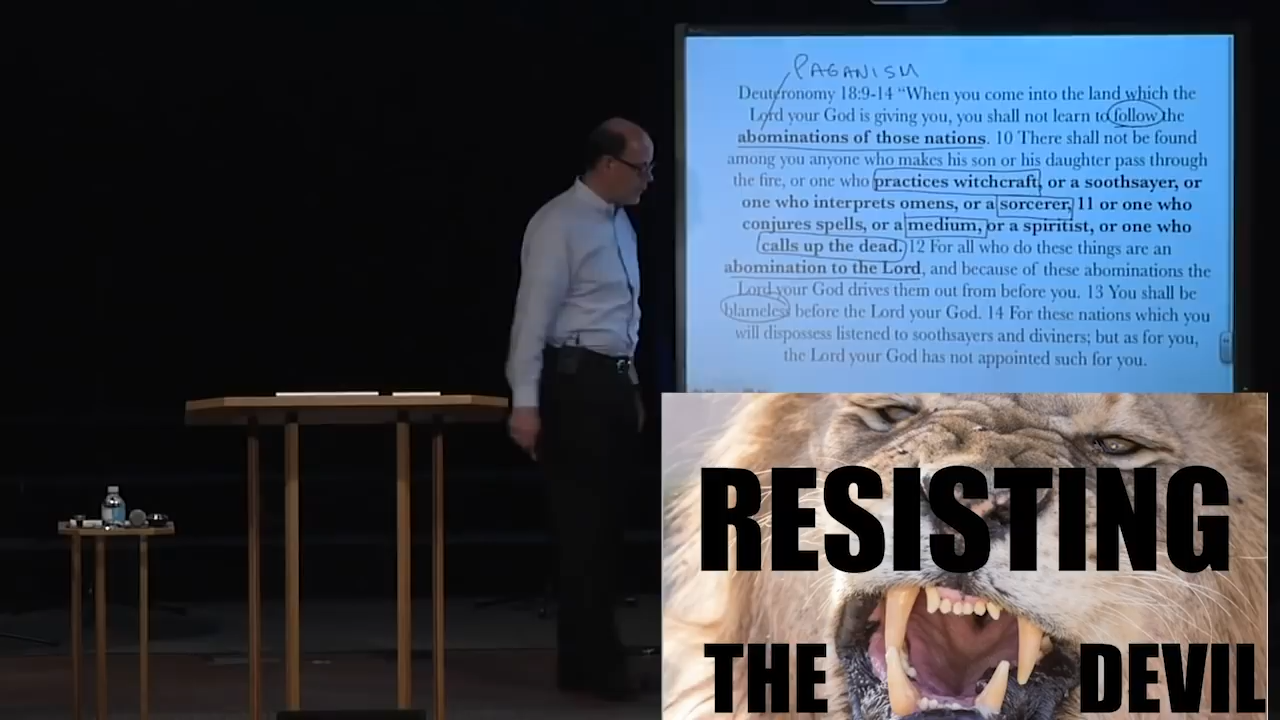 PAGANISM
Deuteronomy 18:9-14 “When you come into the land which the
Lord your God is giving you, you shall not learn to follow the
abominations of those nations. 10 There shall not be found
among you anyone who makes his son or his daughter pass through
the fire, or one who practices witchcraft, or a soothsayer, or
one who interprets omens, or a sorcerer, 11 or one who
conjures spells, or a medium, or a spiritist, or one who
calls up the dead. 12 For all who do these things are an
abomination to the Lord, and because of these abominations the
Lord your God drives them out from before you. 13 You shall be
blameless before the Lord your God. 14 For these nations which you
will dispossess listened to soothsayers and diviners; but as for you,
the Lord your God has not appointed such for you.
RESISTING
THE DEVIL